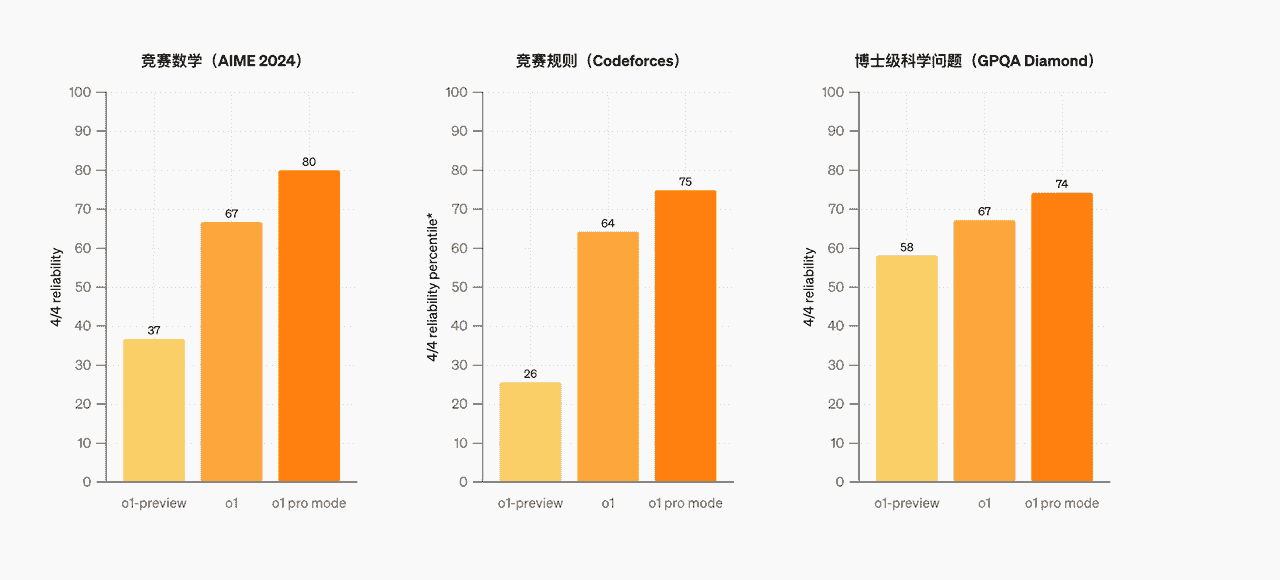 竞赛数学（AIME 2024）
100
90
80
70
60
50
40
30
20
10
0
4/4 reliability
37
67
80
o1-preview
o1
o1 pro mode
竞赛规则（Codeforces）
100
90
80
70
60
50
40
30
20
10
0
4/4 reliability percentile*
26
64
75
o1-preview
o1
o1 pro mode
博士级科学问题（GPQA Diamond）
100
90
80
70
60
50
40
30
20
10
0
4/4 reliability
58
67
74
o1-preview
o1
o1 pro mode